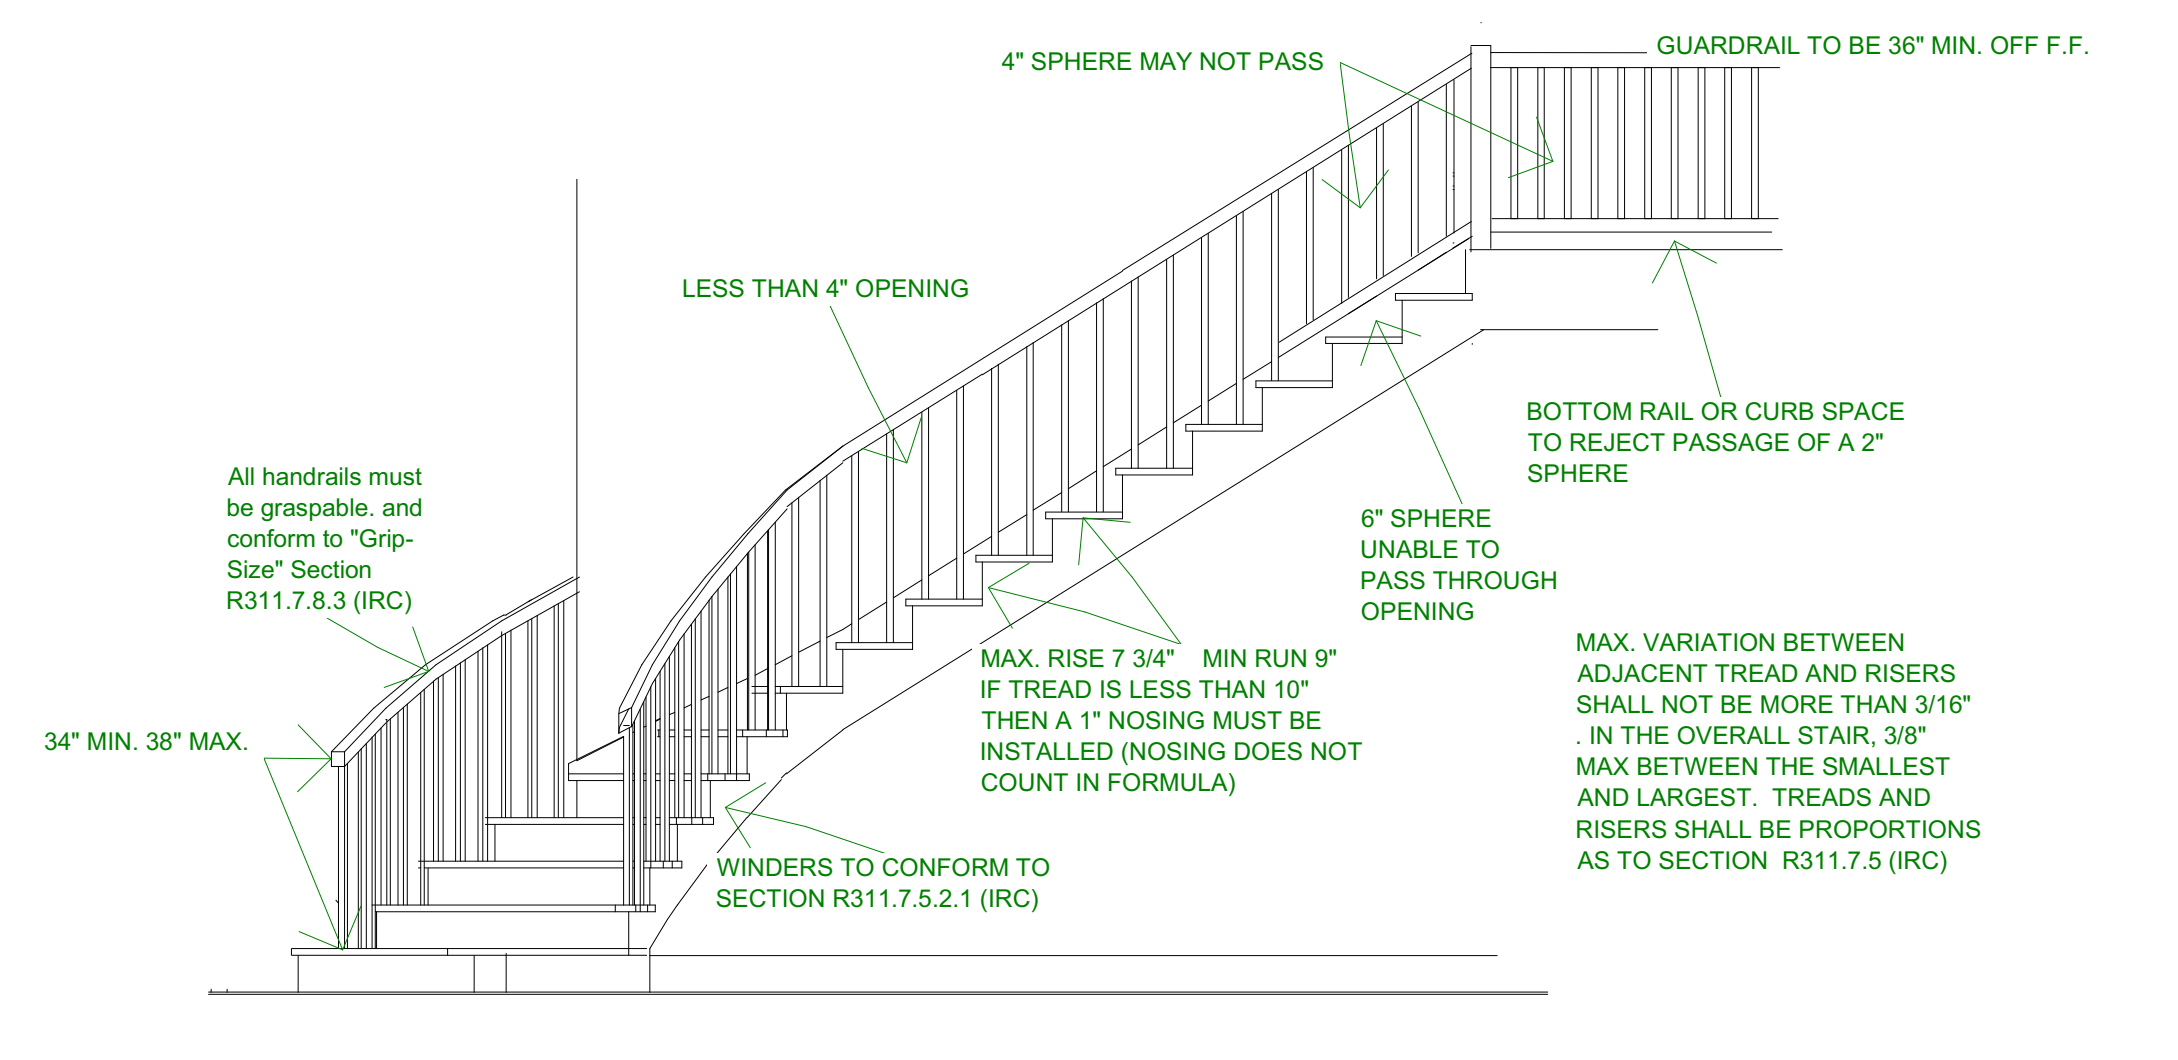 GUARDRAIL TO BE 36" MIN. OFF F.F.
4" SPHERE MAY NOT PASS
LESS THAN 4" OPENING
BOTTOM RAIL OR CURB SPACE
TO REJECT PASSAGE OF A 2"
SPHERE
All handrails must
be graspable. and
conform to "Grip-
Size" Section
R311.7.8.3 (IRC)
6" SPHERE
UNABLE TO
PASS THROUGH
OPENING
MAX. RISE 7 3/4" MIN RUN 9"
IF TREAD IS LESS THAN 10"
THEN A 1" NOSING MUST BE
INSTALLED (NOSING DOES NOT
COUNT IN FORMULA)
MAX. VARIATION BETWEEN
ADJACENT TREAD AND RISERS
SHALL NOT BE MORE THAN 3/16"
. IN THE OVERALL STAIR, 3/8"
MAX BETWEEN THE SMALLEST
AND LARGEST. TREADS AND
RISERS SHALL BE PROPORTIONS
AS TO SECTION R311.7.5 (IRC)
34" MIN. 38" MAX.
WINDERS TO CONFORM TO
SECTION R311.7.5.2.1 (IRC)